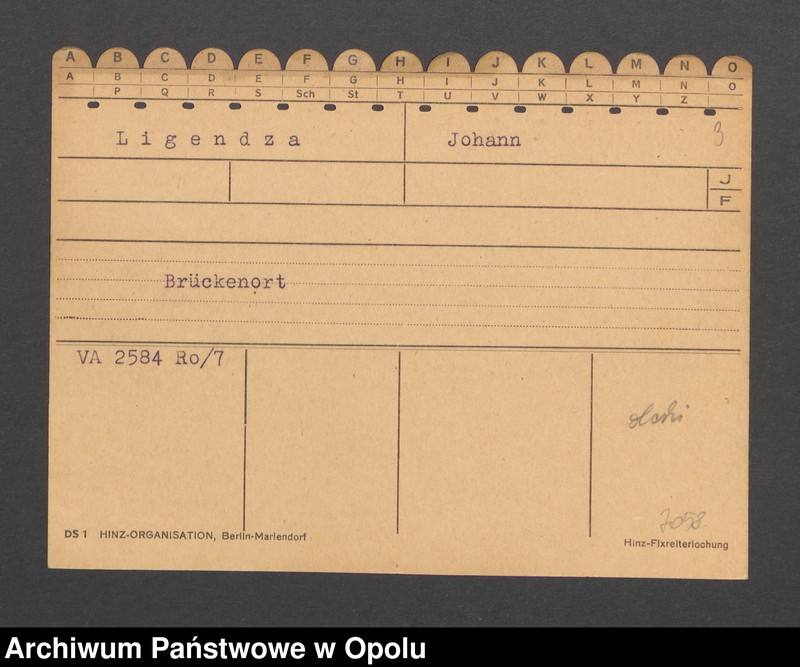 A B C D E F G H I J K L M N O
A B C D E F G H I J K L M N O
P Q R S Sch St T U V W X Y Z
L i g e n d z a Johann 3
J
F
Brückenort
VA 2584 Ro/7
7058
DS 1 HINZ-ORGANISATION, Berlin-Mariendorf
Hinz-Fixreiterlochung
Archiwum Państwowe w Opolu